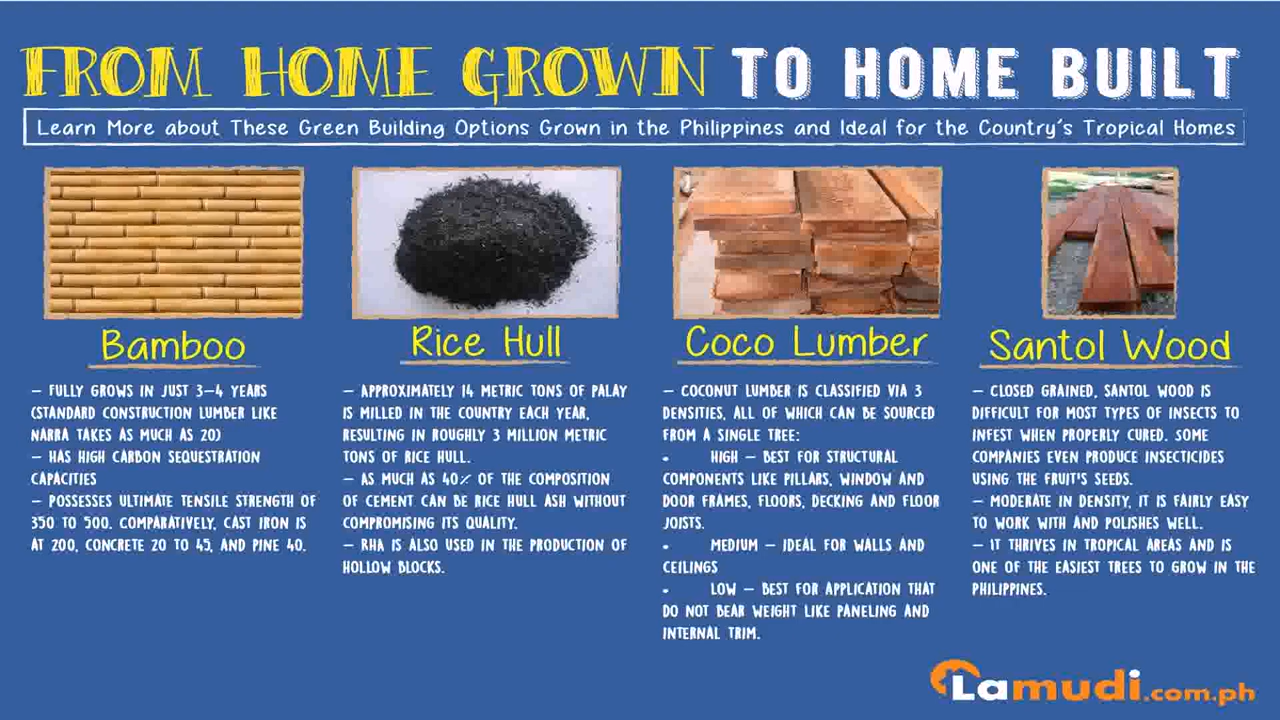 FROM HOME GROWN TO HOME BUILT
Learn More about These Green Building Options Grown in the Philippines and Ideal for the Country's Tropical Homes
Bamboo
– FULLY GROWS IN JUST 3–4 YEARS
(STANDARD CONSTRUCTION LUMBER LIKE
NARRA TAKES AS MUCH AS 20)
– HAS HIGH CARBON SEQUESTRATION
CAPACITIES
– POSSESSES ULTIMATE TENSILE STRENGTH OF
350 TO 500. COMPARATIVELY, CAST IRON IS
AT 200, CONCRETE 20 TO 45, AND PINE 40.
Rice Hull
– APPROXIMATELY 14 METRIC TONS OF PALAY
IS MILLED IN THE COUNTRY EACH YEAR,
RESULTING IN ROUGHLY 3 MILLION METRIC
TONS OF RICE HULL.
– AS MUCH AS 40% OF THE COMPOSITION
OF CEMENT CAN BE RICE HULL ASH WITHOUT
COMPROMISING ITS QUALITY.
– RHA IS ALSO USED IN THE PRODUCTION OF
HOLLOW BLOCKS.
Coco Lumber
– COCONUT LUMBER IS CLASSIFIED VIA 3
DENSITIES, ALL OF WHICH CAN BE SOURCED
FROM A SINGLE TREE:
• HIGH – BEST FOR STRUCTURAL
COMPONENTS LIKE PILLARS, WINDOW AND
DOOR FRAMES, FLOORS, DECKING AND FLOOR
JOISTS.
• MEDIUM – IDEAL FOR WALLS AND
CEILINGS
• LOW – BEST FOR APPLICATION THAT
DO NOT BEAR WEIGHT LIKE PANELING AND
INTERNAL TRIM.
Santol Wood
– CLOSED GRAINED, SANTOL WOOD IS
DIFFICULT FOR MOST TYPES OF INSECTS TO
INFEST WHEN PROPERLY CURED. SOME
COMPANIES EVEN PRODUCE INSECTICIDES
USING THE FRUIT'S SEEDS.
– MODERATE IN DENSITY, IT IS FAIRLY EASY
TO WORK WITH AND POLISHES WELL.
– IT THRIVES IN TROPICAL AREAS AND IS
ONE OF THE EASIEST TREES TO GROW IN THE
PHILIPPINES.
Lamudi.com.ph